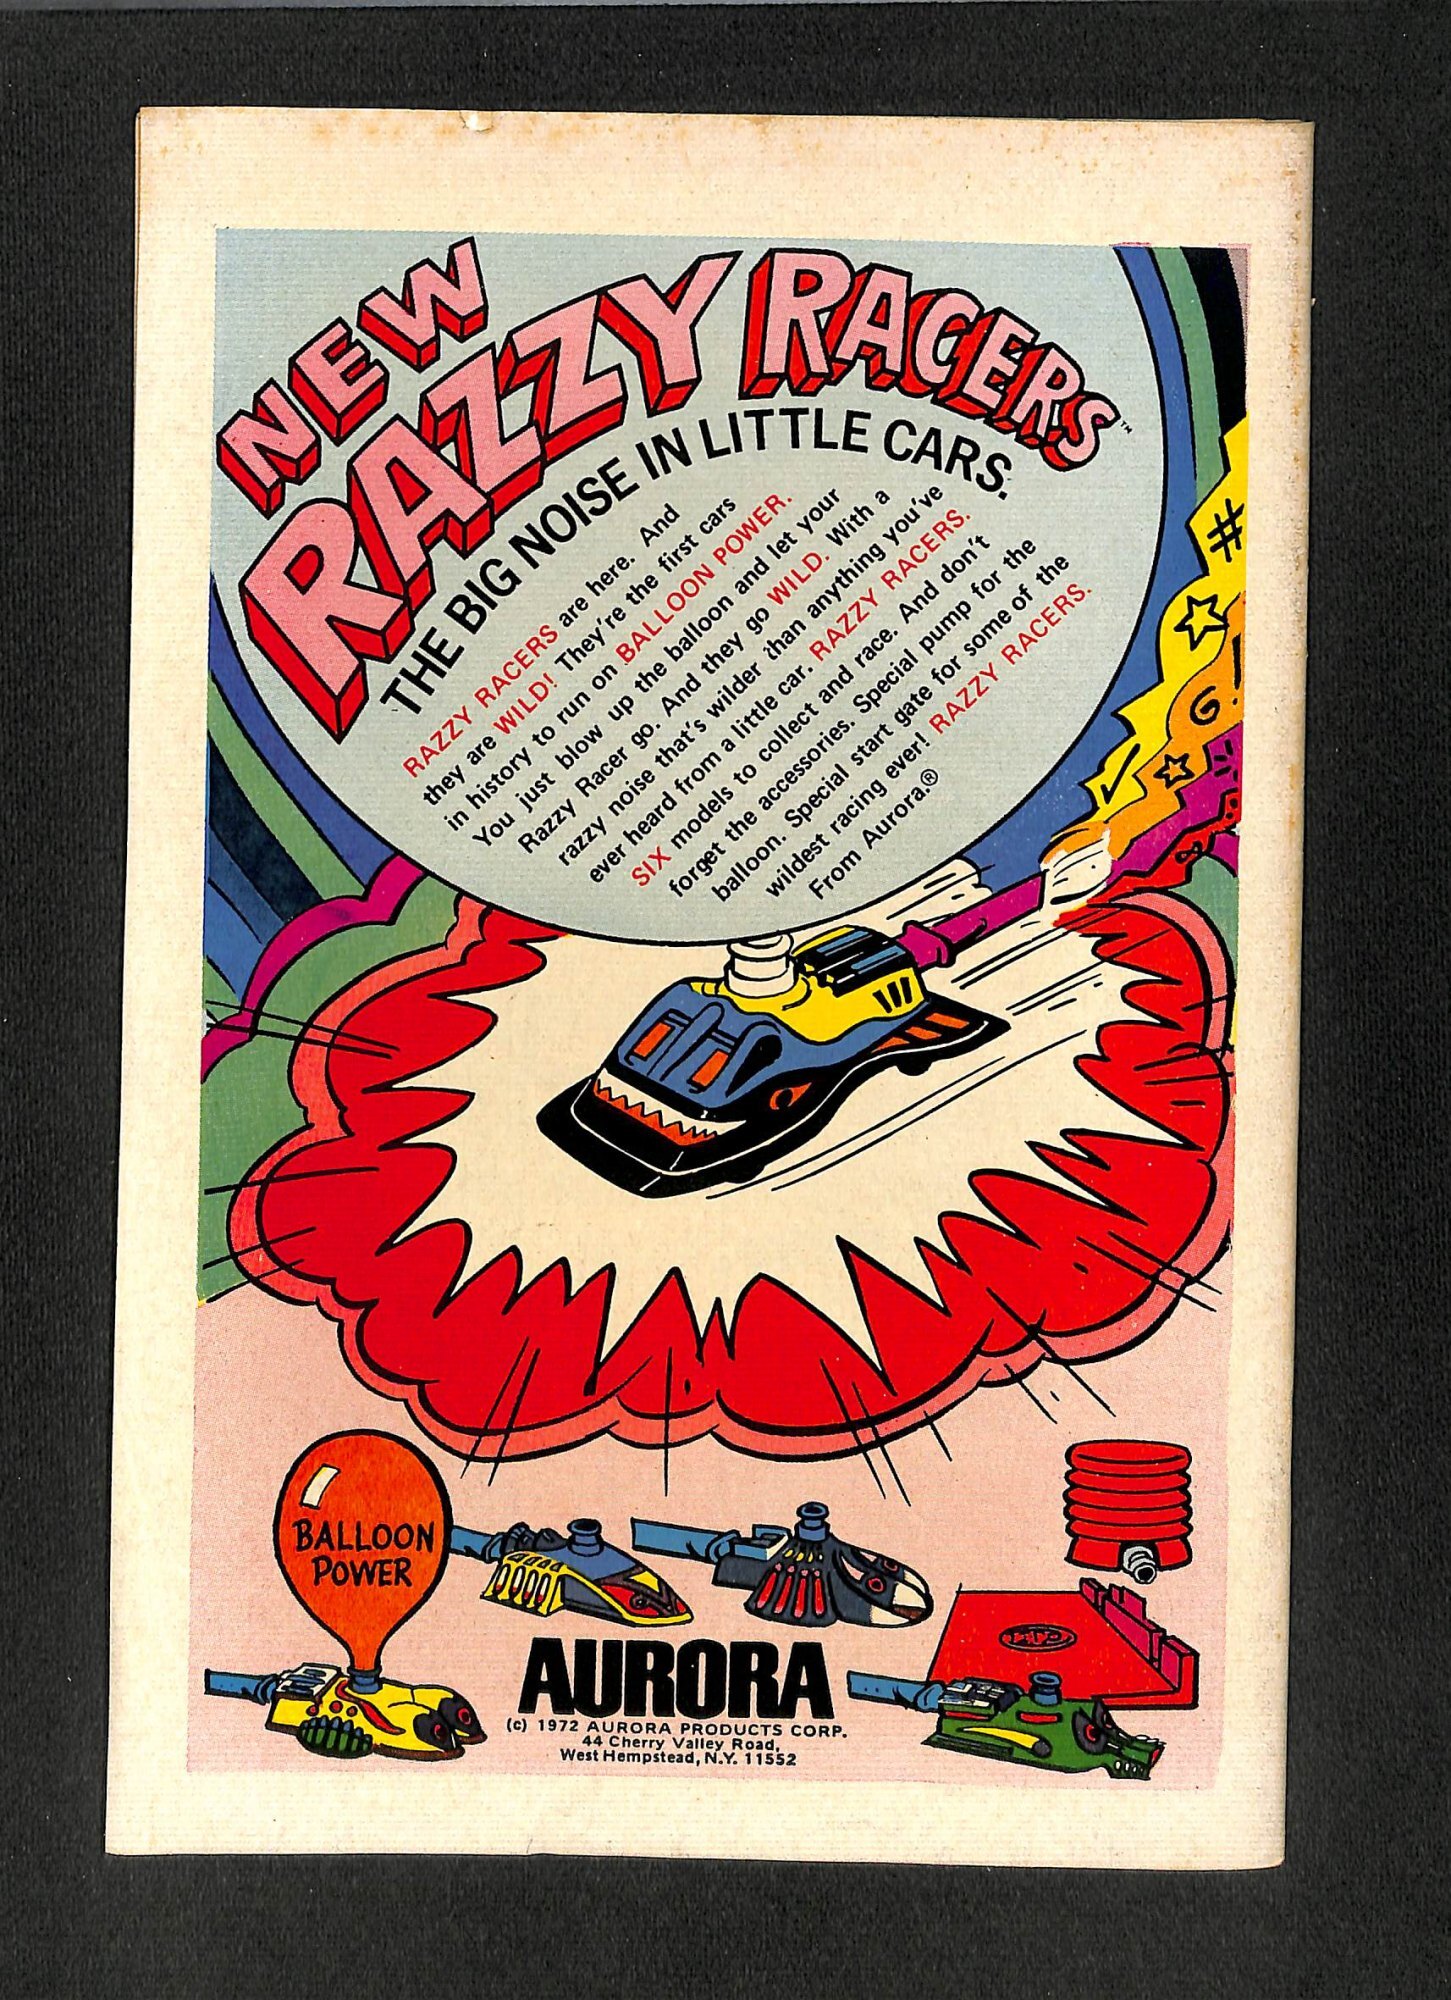 NEW
RAZZY RACERS™
THE BIG NOISE IN LITTLE CARS.
RAZZY RACERS are here. And
they are WILD! They're the first cars
in history to run on BALLOON POWER.
You just blow up the balloon and let your
Razzy Racer go. And they go WILD. With a
razzy noise that's wilder than anything you've
ever heard from a little car. RAZZY RACERS.
SIX models to collect and race. And don't
forget the accessories. Special pump for the
balloon. Special start gate for some of the
wildest racing ever! RAZZY RACERS.
From Aurora.®
#
G!
BALLOON
POWER
AURORA
(c) 1972 AURORA PRODUCTS CORP.
44 Cherry Valley Road,
West Hempstead, N.Y. 11552